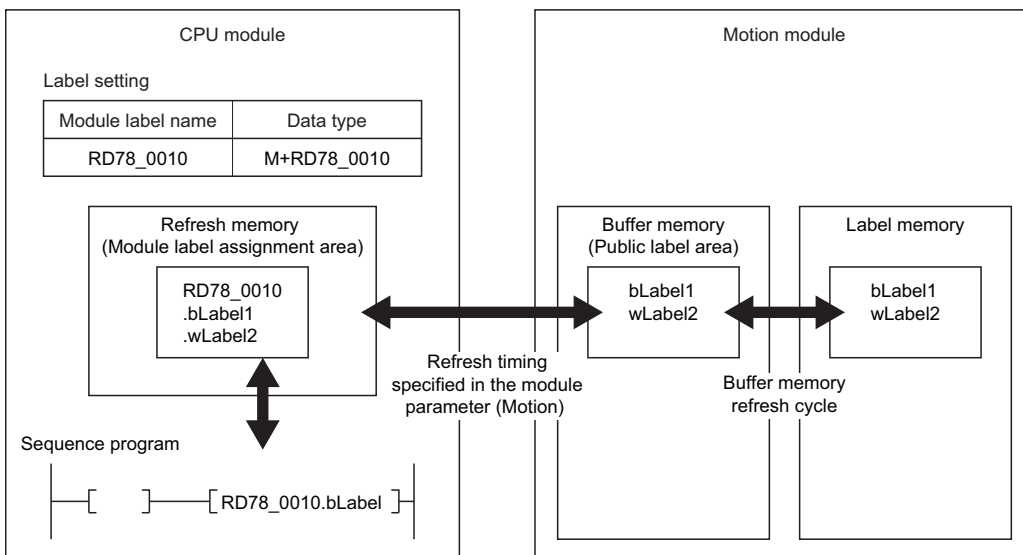 CPU module
Label setting
Module label name
Data type
RD78_0010
M+RD78_0010
Refresh memory
(Module label assignment area)
RD78_0010
.bLabel1
.wLabel2
Sequence program
RD78_0010.bLabel
Refresh timing
specified in the module
parameter (Motion)
Motion module
Buffer memory
(Public label area)
bLabel1
wLabel2
Buffer memory
refresh cycle
Label memory
bLabel1
wLabel2